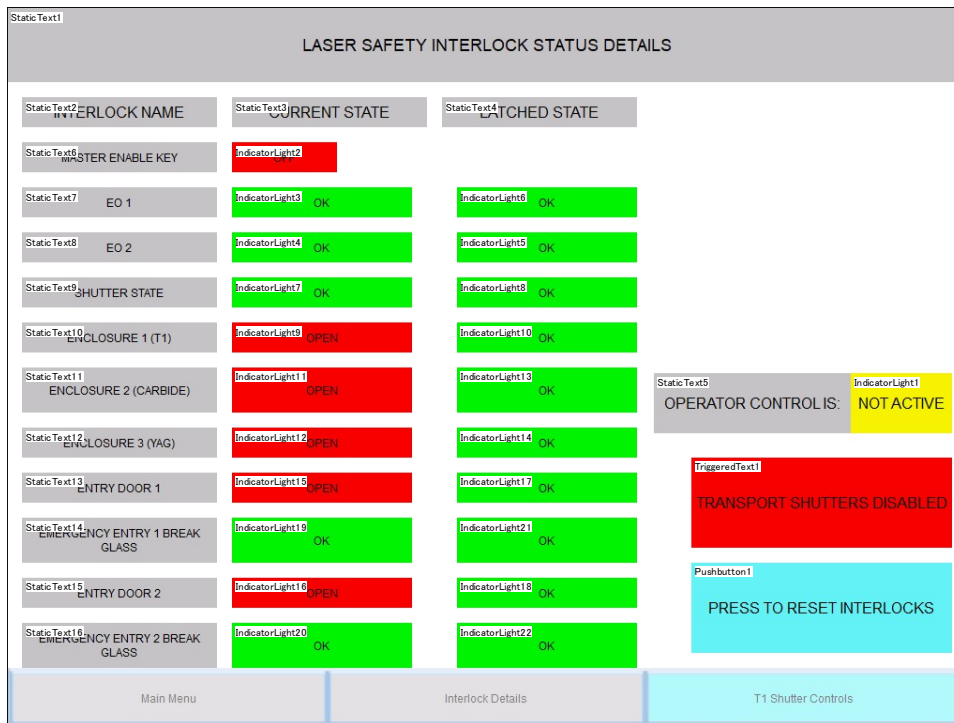 StaticText1
LASER SAFETY INTERLOCK STATUS DETAILS
StaticText2
INTERLOCK NAME
StaticText3
CURRENT STATE
StaticText4
LATCHED STATE
StaticText6
MASTER ENABLE KEY
IndicatorLight2
OFF
StaticText7
EO 1
IndicatorLight3
OK
IndicatorLight6
OK
StaticText8
EO 2
IndicatorLight4
OK
IndicatorLight5
OK
StaticText9
SHUTTER STATE
IndicatorLight7
OK
IndicatorLight8
OK
StaticText10
ENCLOSURE 1 (T1)
IndicatorLight9
OPEN
IndicatorLight10
OK
StaticText11
ENCLOSURE 2 (CARBIDE)
IndicatorLight11
OPEN
IndicatorLight13
OK
StaticText5
OPERATOR CONTROL IS:
IndicatorLight1
NOT ACTIVE
StaticText12
ENCLOSURE 3 (YAG)
IndicatorLight12
OPEN
IndicatorLight14
OK
TriggeredText1
TRANSPORT SHUTTERS DISABLED
StaticText13
ENTRY DOOR 1
IndicatorLight15
OPEN
IndicatorLight17
OK
StaticText14
EMERGENCY ENTRY 1 BREAK
GLASS
IndicatorLight19
OK
IndicatorLight21
OK
Pushbutton1
PRESS TO RESET INTERLOCKS
StaticText15
ENTRY DOOR 2
IndicatorLight16
OPEN
IndicatorLight18
OK
StaticText16
EMERGENCY ENTRY 2 BREAK
GLASS
IndicatorLight20
OK
IndicatorLight22
OK
Main Menu
Interlock Details
T1 Shutter Controls